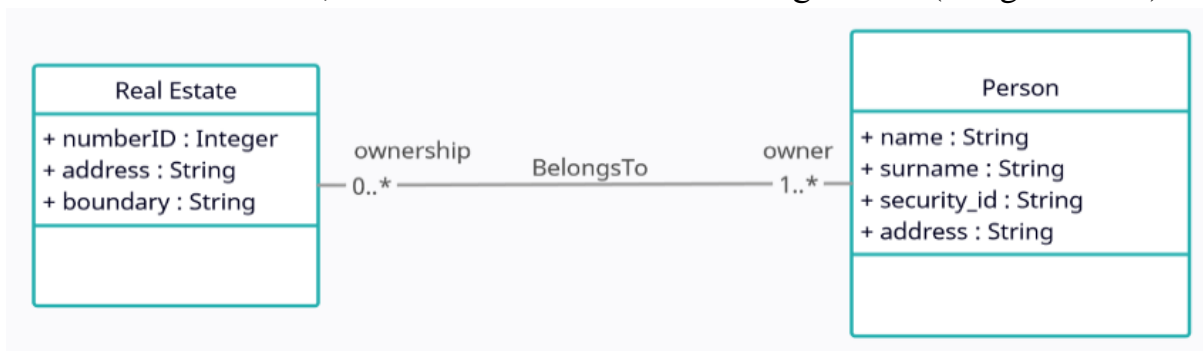 Real Estate
+ numberID : Integer
+ address : String
+ boundary : String
ownership
0..*
BelongsTo
owner
1..*
Person
+ name : String
+ surname : String
+ security_id : String
+ address : String